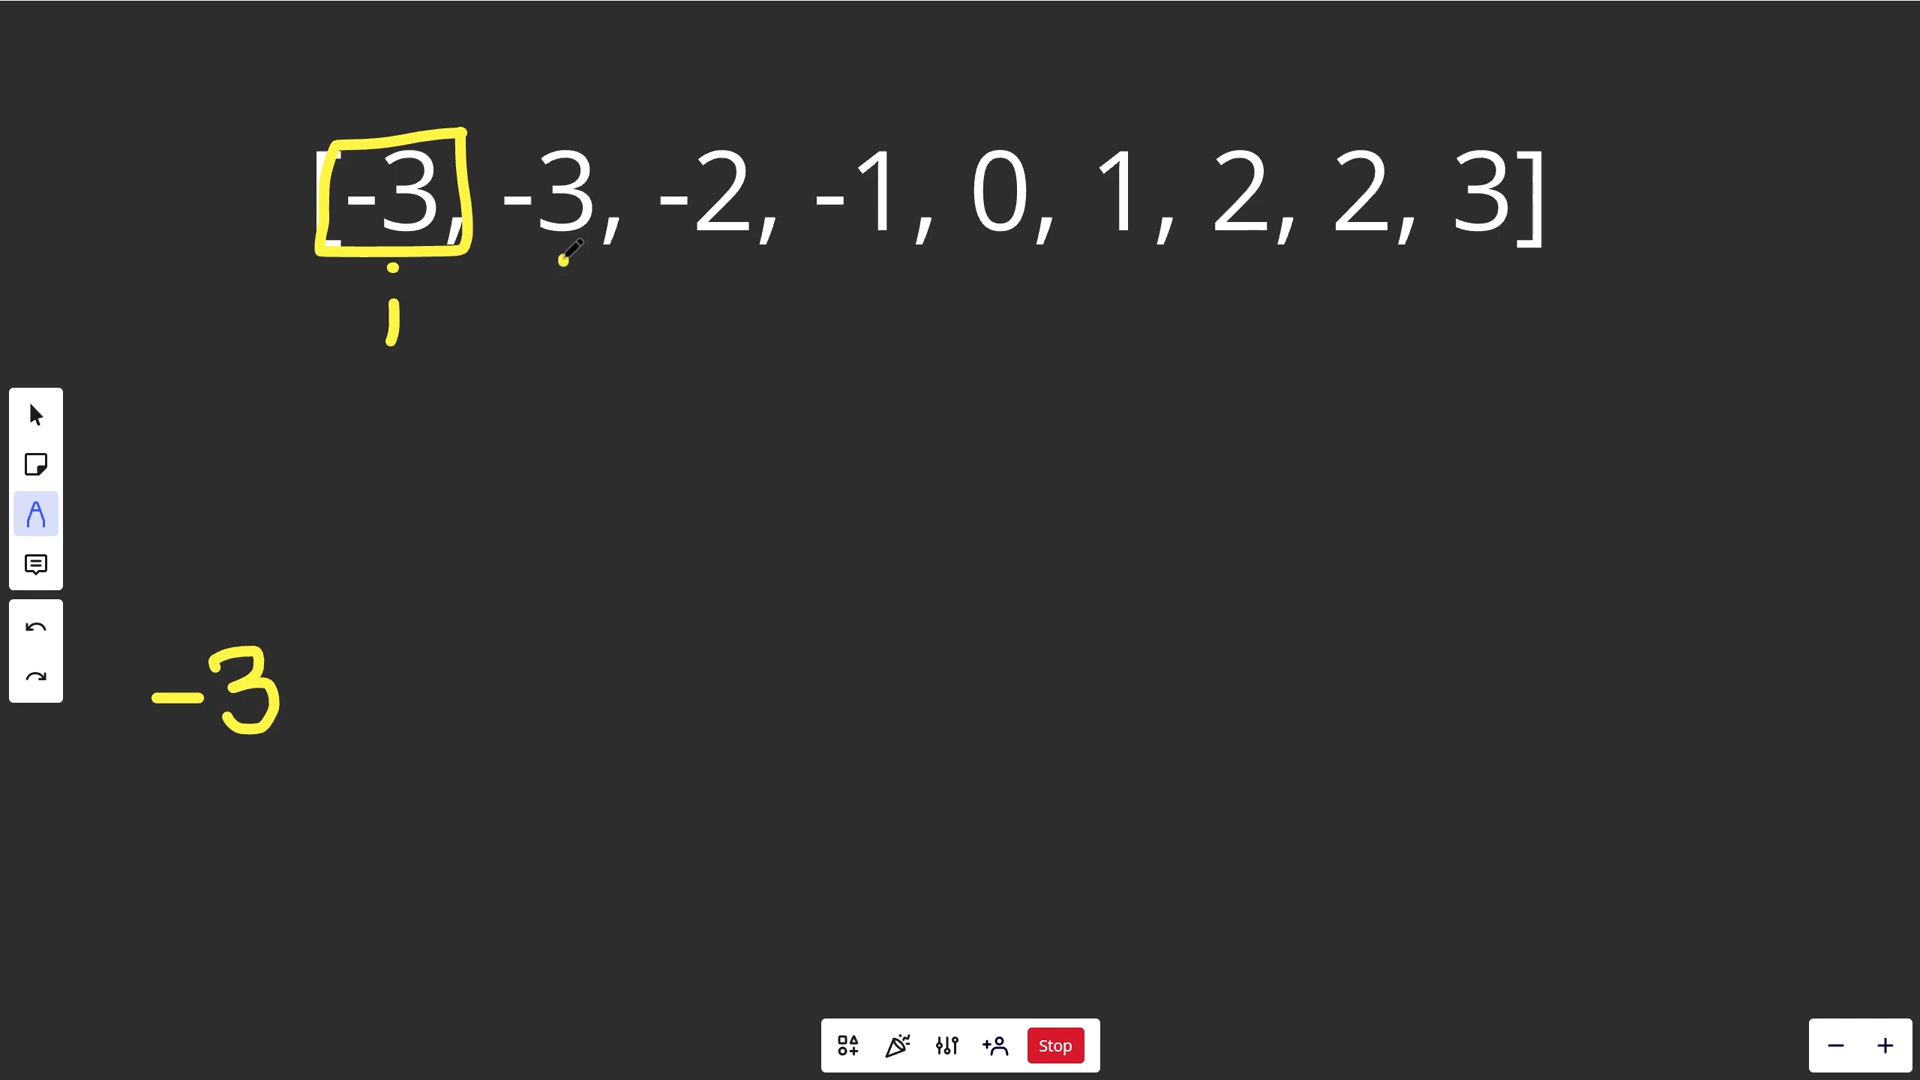 [-3, -3, -2, -1, 0, 1, 2, 2, 3]
i
-3
Stop